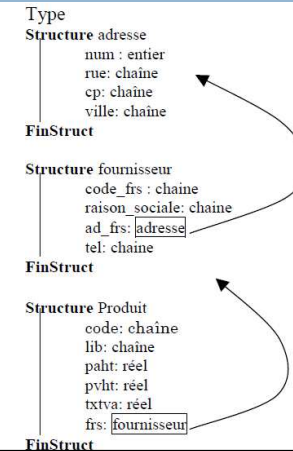 Type
Structure adresse
num : entier
rue: chaîne
cp: chaîne
ville: chaîne
FinStruct
Structure fournisseur
code_frs : chaine
raison_sociale: chaine
ad_frs: adresse
tel: chaine
FinStruct
Structure Produit
code: chaîne
lib: chaîne
paht: réel
pvht: réel
txtva: réel
frs: fournisseur
FinStruct